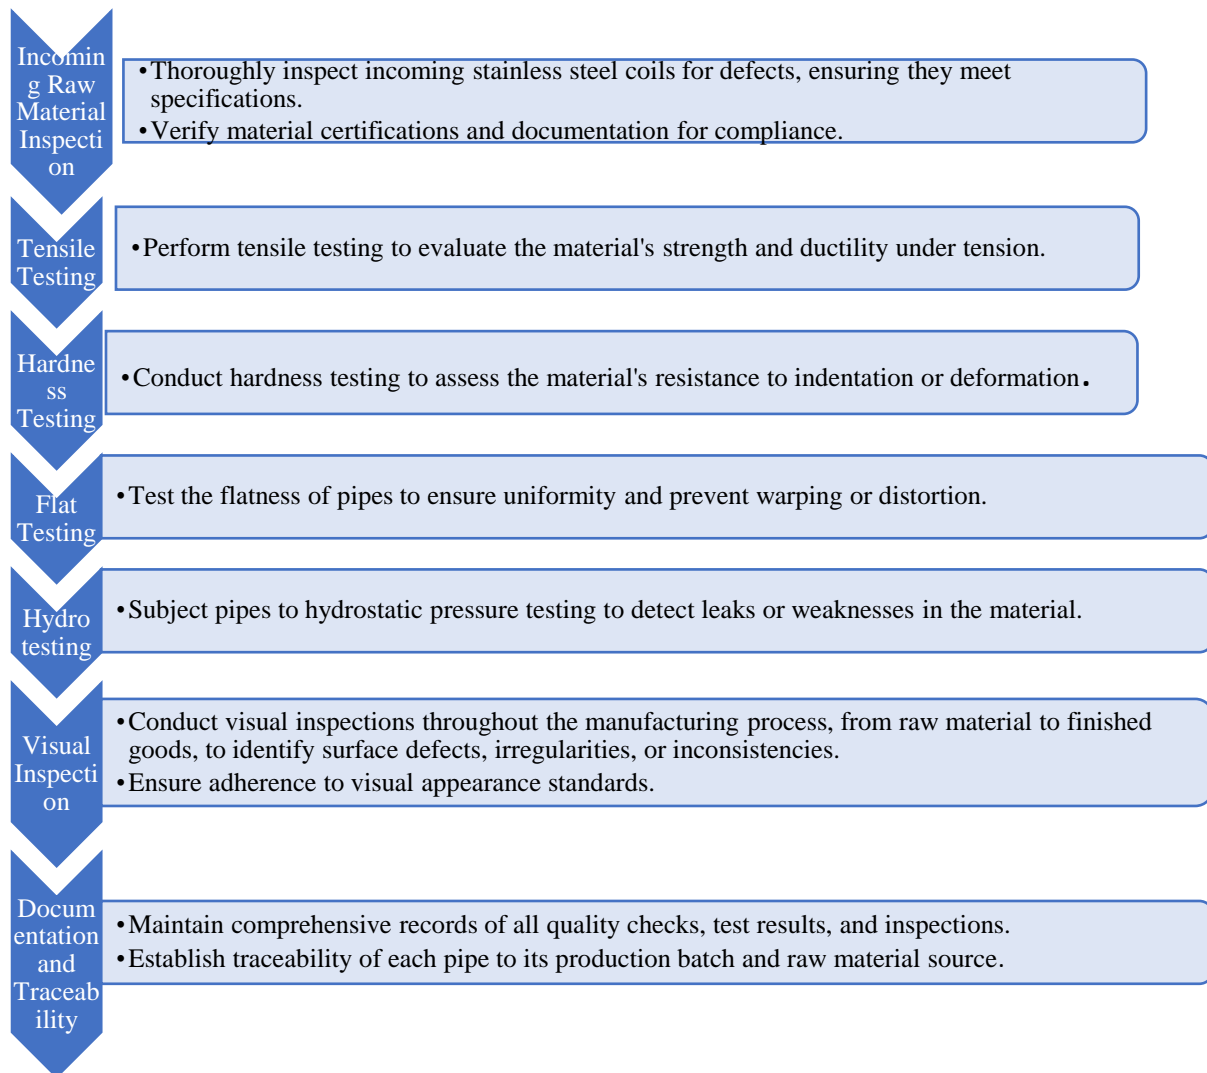 Incomin
g Raw
Material
Inspecti
on
•Thoroughly inspect incoming stainless steel coils for defects, ensuring they meet
specifications.
•Verify material certifications and documentation for compliance.
Tensile
Testing
•Perform tensile testing to evaluate the material's strength and ductility under tension.
Hardne
ss
Testing
•Conduct hardness testing to assess the material's resistance to indentation or deformation.
Flat
Testing
•Test the flatness of pipes to ensure uniformity and prevent warping or distortion.
Hydro
testing
•Subject pipes to hydrostatic pressure testing to detect leaks or weaknesses in the material.
Visual
Inspecti
on
•Conduct visual inspections throughout the manufacturing process, from raw material to finished
goods, to identify surface defects, irregularities, or inconsistencies.
•Ensure adherence to visual appearance standards.
Docum
entation
and
Traceab
ility
•Maintain comprehensive records of all quality checks, test results, and inspections.
•Establish traceability of each pipe to its production batch and raw material source.